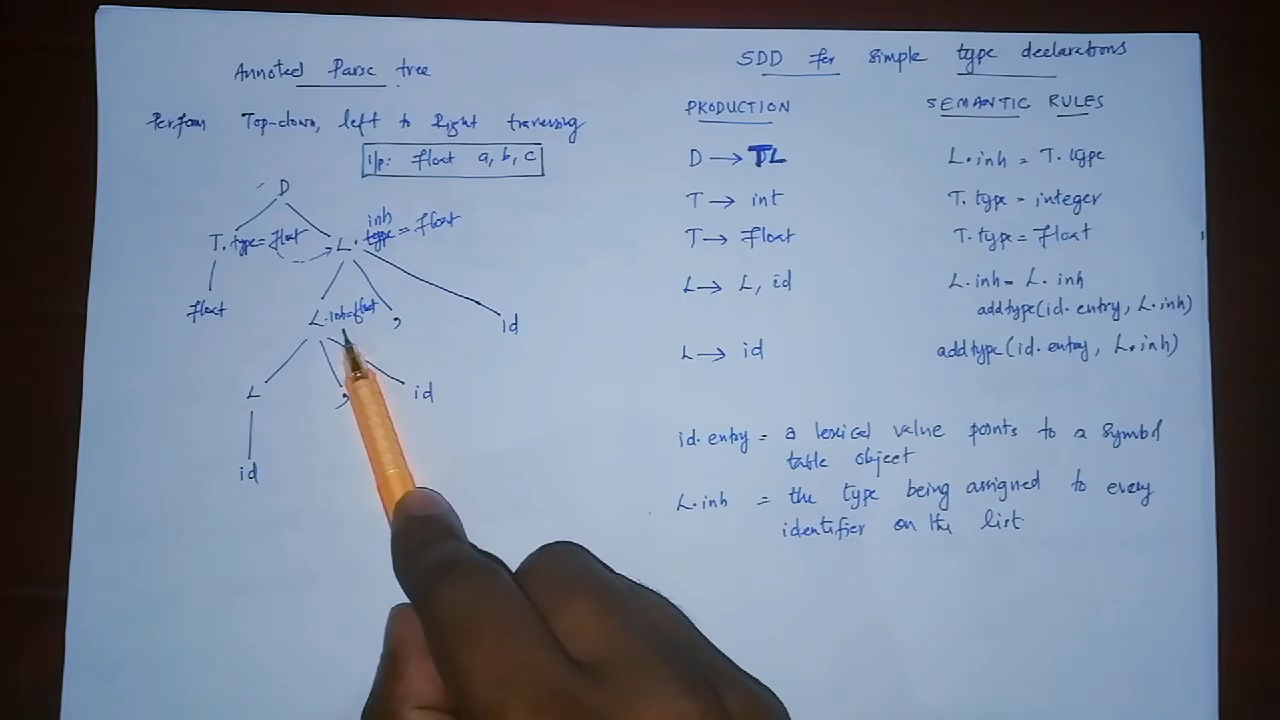 Annoted Parse tree
Perfom Top-down, left to Right traversing
I/p: float a, b, c
D
T. type = float L. inh type = float
float
L.inh=float , id
L , id
id
SDD for simple type declarations
PRODUCTION SEMANTIC RULES
D → TL L.inh = T.type
T → int T.type = integer
T → Float T.type = Float
L → L, id L.inh = L.inh
addtype(id.entry, L.inh)
L → id addtype(id.entry, L.inh)
id.entry = a lexical value points to a symbol
table object
L.inh = the type being assigned to every
identifier on the list